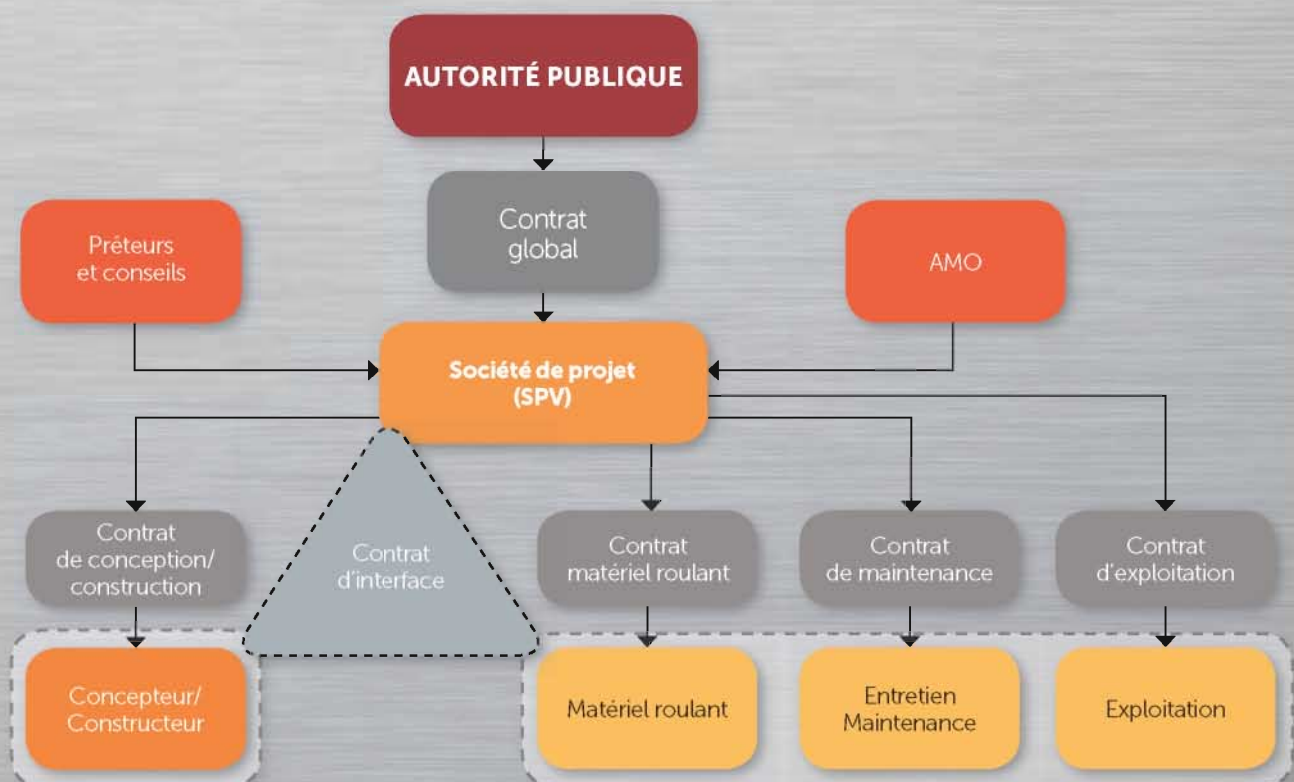 AUTORITÉ PUBLIQUE
Contrat
global
Prêteurs
et conseils
AMO
Société de projet
(SPV)
Contrat
de conception/
construction
Contrat
d'interface
Contrat
matériel roulant
Contrat
de maintenance
Contrat
d'exploitation
Concepteur/
Constructeur
Matériel roulant
Entretien
Maintenance
Exploitation